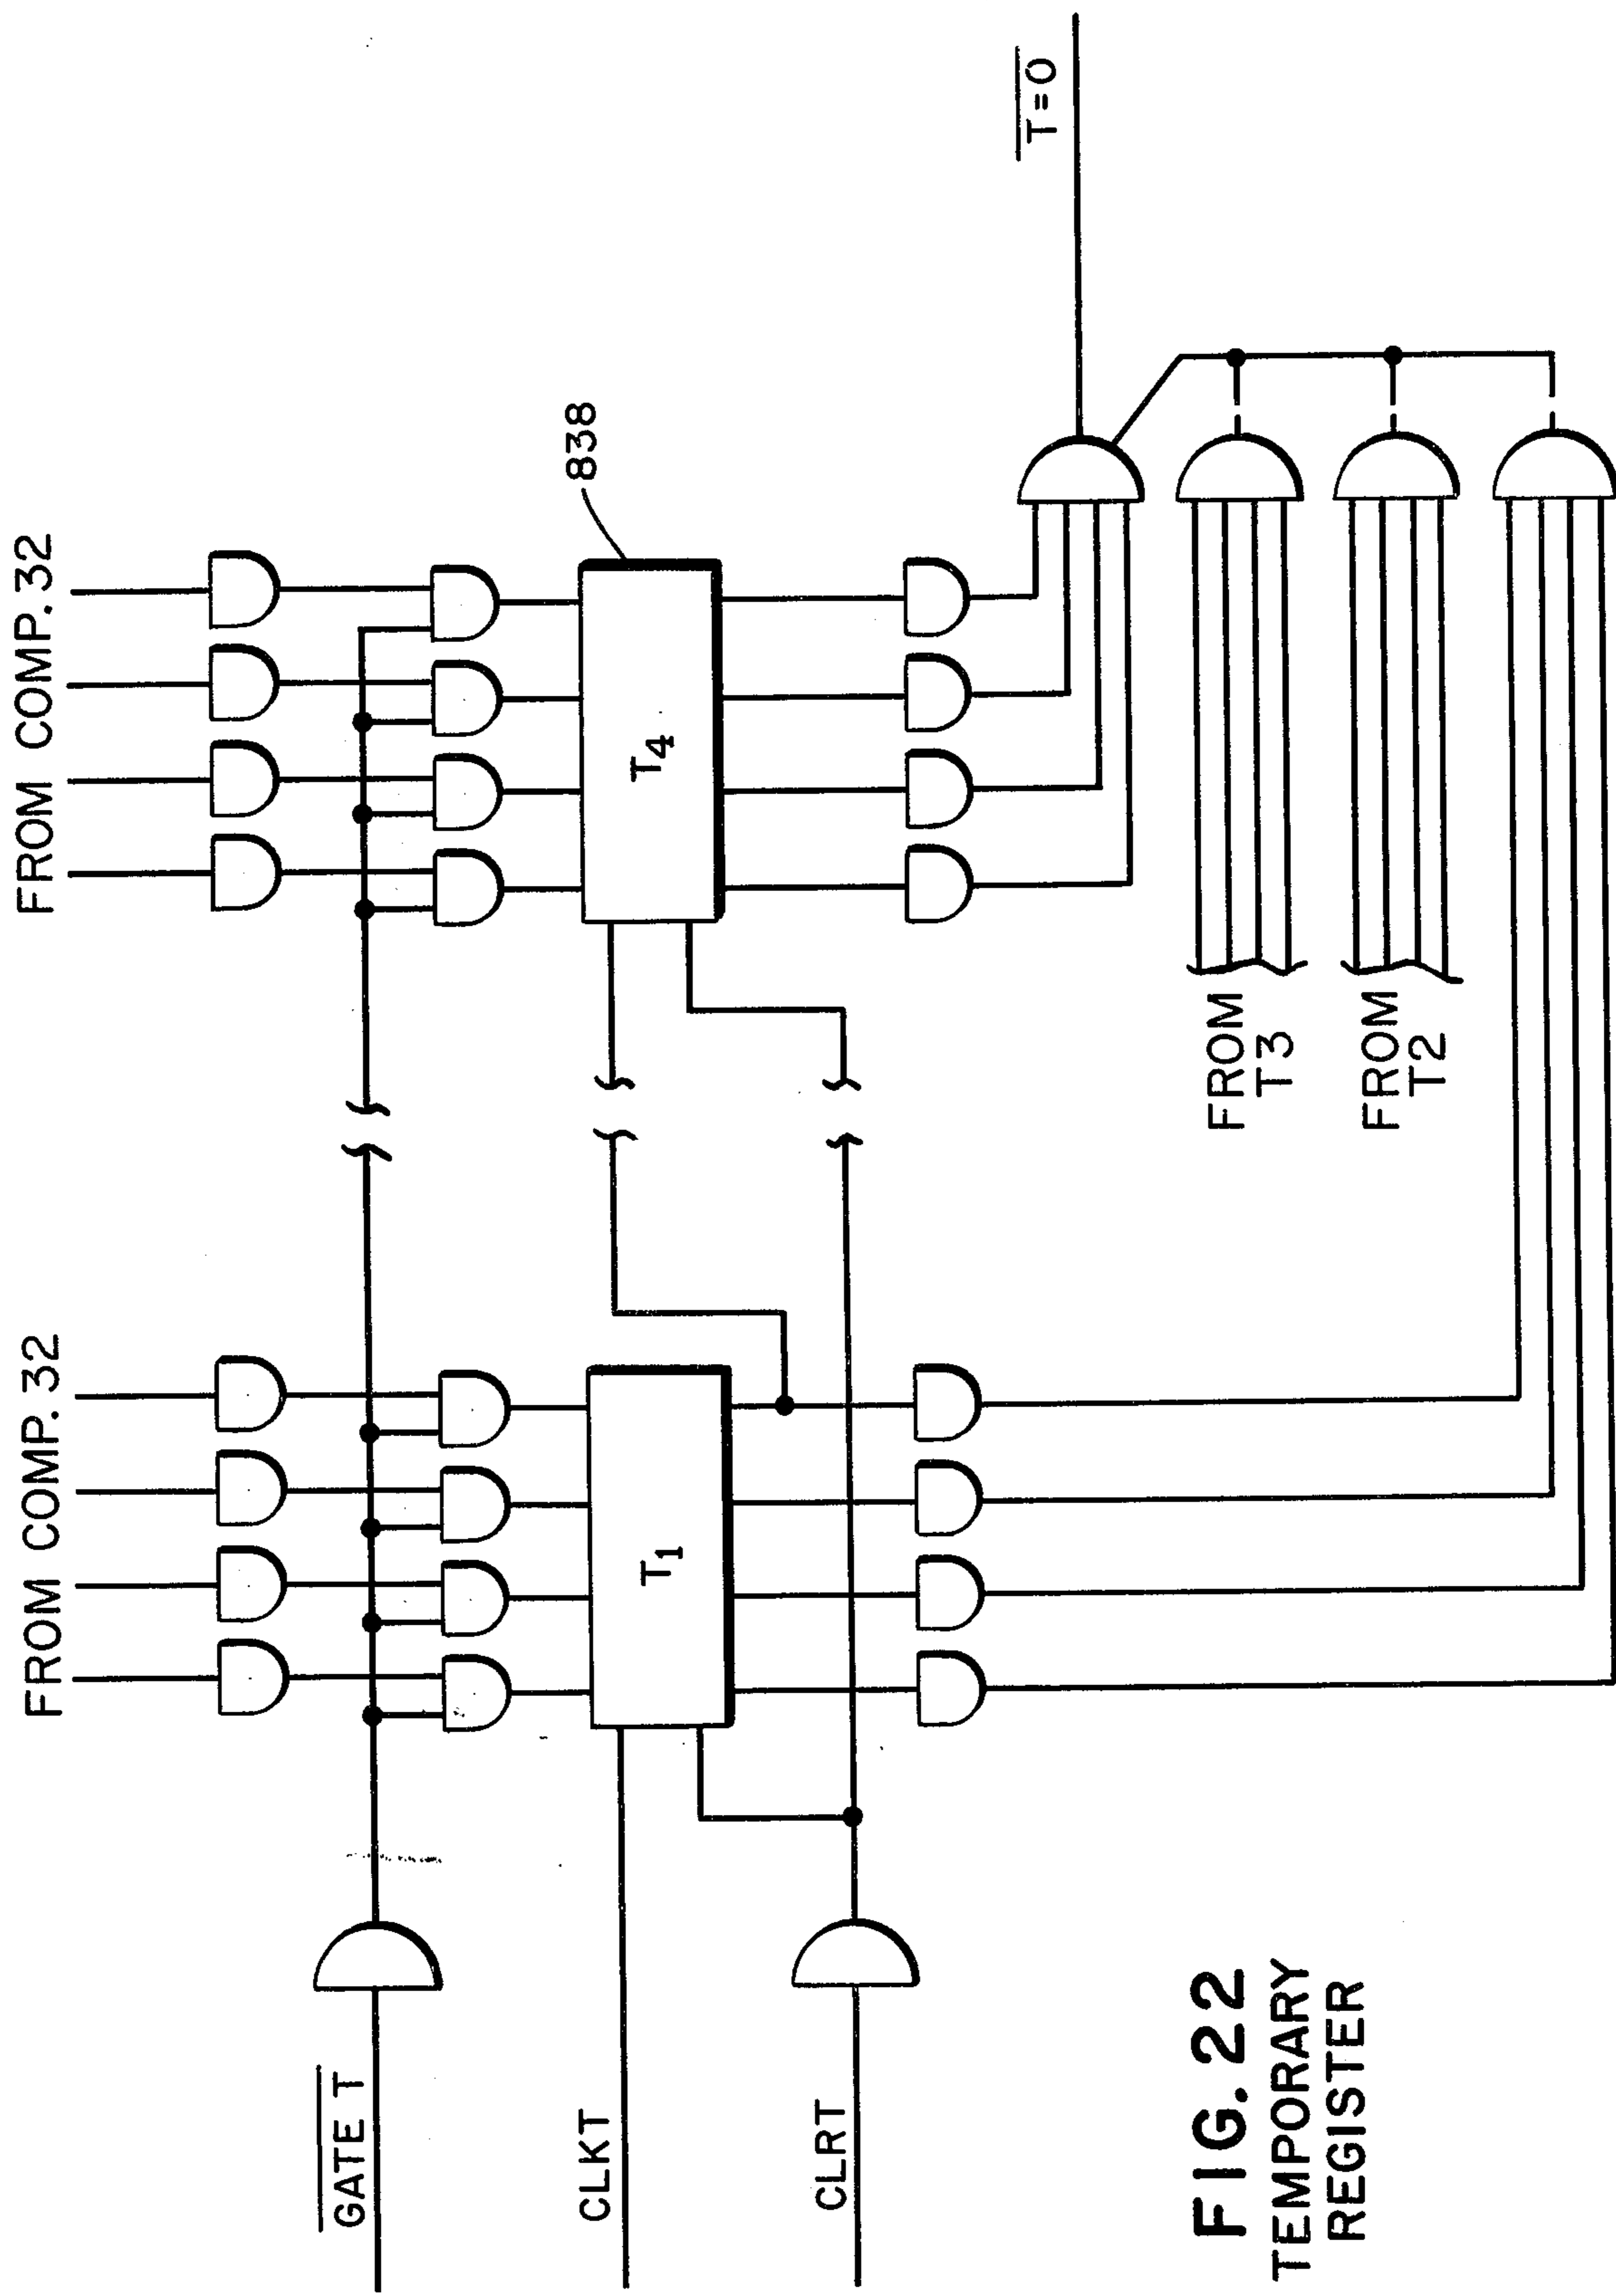 FROM COMP. 32
FROM COMP. 32
GATE T
CLKT
CLRT
T1
T4
838
T=0
FROM
T3
FROM
T2
FIG. 22
TEMPORARY
REGISTER